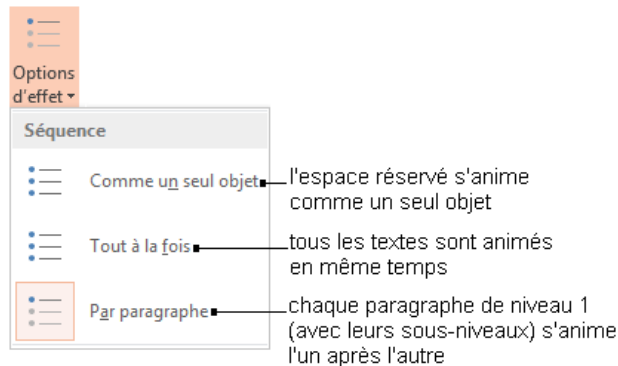 Options
d'effet
Séquence
Comme un seul objet
l'espace réservé s'anime
comme un seul objet
Tout à la fois
tous les textes sont animés
en même temps
Par paragraphe
chaque paragraphe de niveau 1
(avec leurs sous-niveaux) s'anime
l'un après l'autre